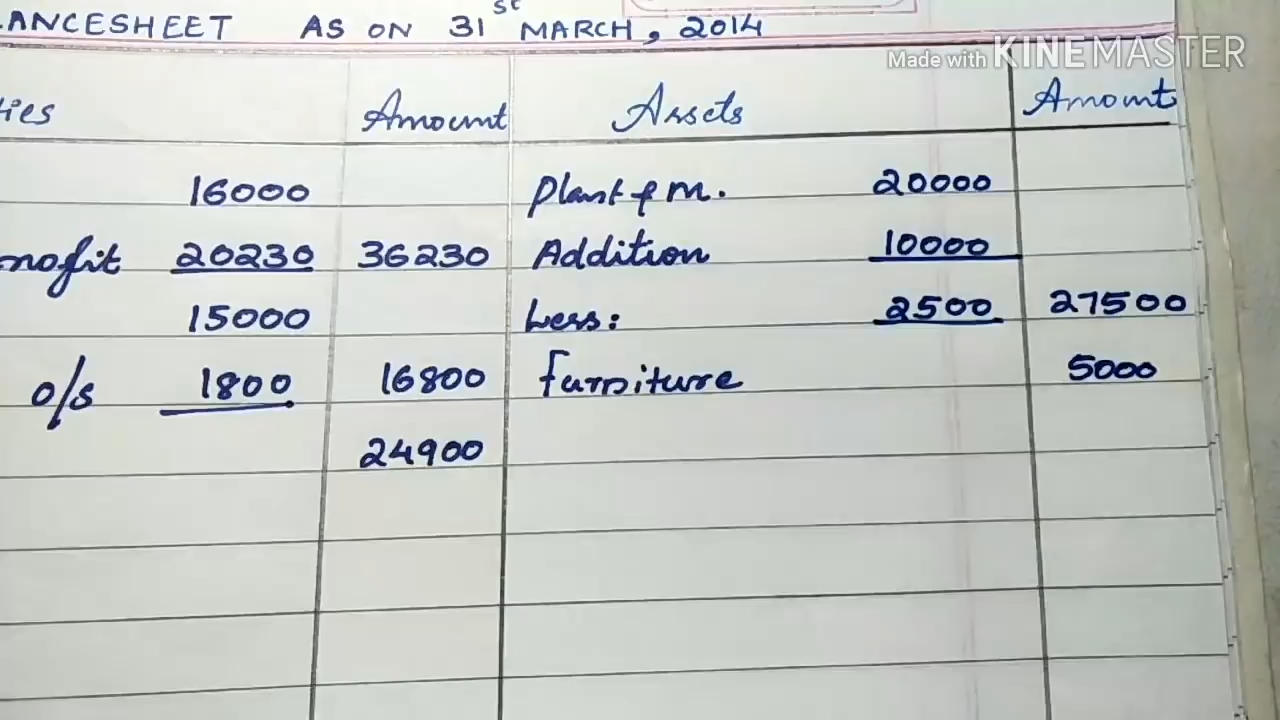 ANCESHEET AS ON 31st MARCH, 2014
Made with KINEMASTER
ies Amount Assets Amount
16000 Plant & M. 20000
rofit 20230 36230 Addition 10000
15000 Less: 2500 27500
o/s 1800 16800 Furniture 5000
24900